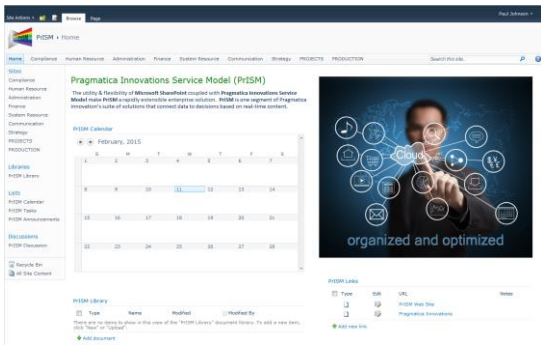 Site Actions
Browse
Page
Paul Johnson
PrISM › Home
Home
Compliance
Human Resource
Administration
Finance
System Resource
Communication
Strategy
PROJECTS
PRODUCTION
Search this site...
Sites
Compliance
Human Resource
Administration
Finance
System Resource
Communication
Strategy
PROJECTS
PRODUCTION
Libraries
PrISM Library
Lists
PrISM Calendar
PrISM Tasks
PrISM Announcements
Discussions
PrISM Discussion
Recycle Bin
All Site Content
Pragmatica Innovations Service Model (PrISM)
The utility & flexibility of Microsoft SharePoint coupled with Pragmatica Innovations Service
Model make PrISM a rapidly extensible enterprise solution. PrISM is one segment of Pragmatica
innovation's suite of solutions that connect data to decisions based on real-time content.
PrISM Calendar
February, 2015
S M T W T F S
1 2 3 4 5 6 7
8 9 10 11 12 13 14
15 16 17 18 19 20 21
22 23 24 25 26 27 28
Cloud
organized and optimized
PrISM Library
Type Name Modified Modified By
There are no items to show in this view of the "PrISM Library" document library. To add a new item,
click "New" or "Upload".
Add document
PrISM Links
Type Edit URL Notes
PrISM Web Site
Pragmatica Innovations
Add new link